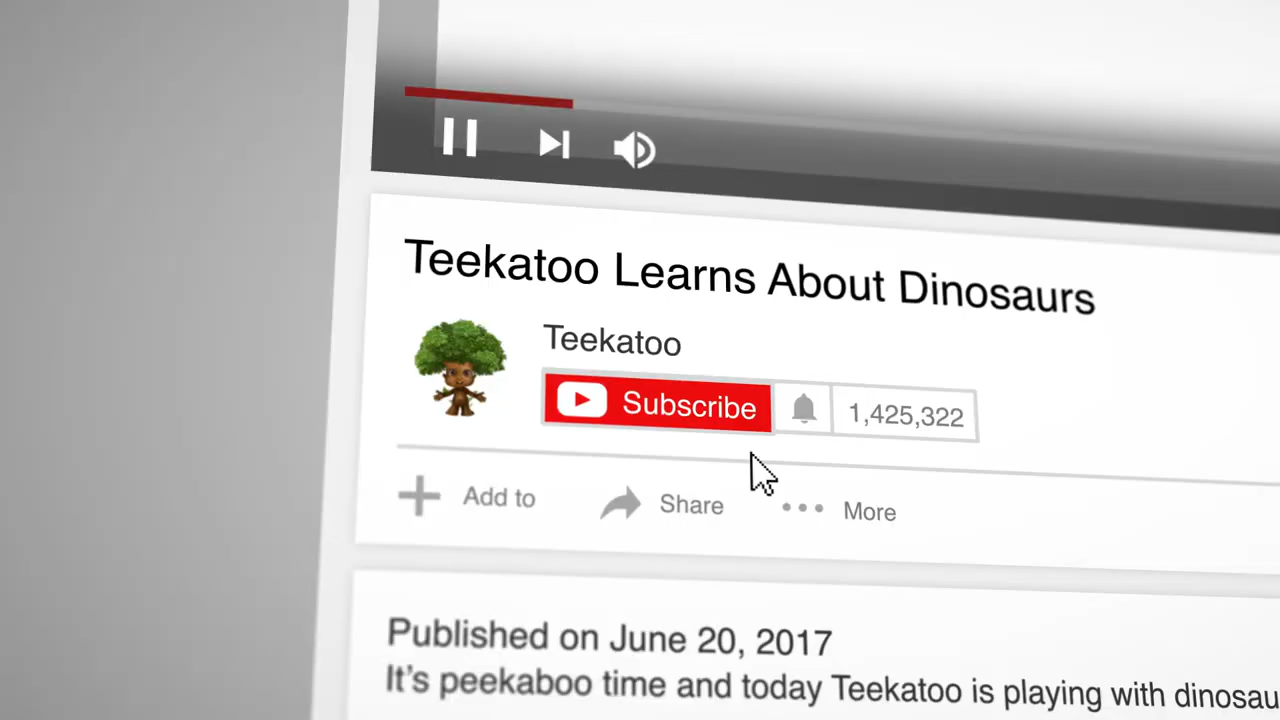 Teekatoo Learns About Dinosaurs
Teekatoo
Subscribe 1,425,322
Add to Share More
Published on June 20, 2017
It's peekaboo time and today Teekatoo is playing with